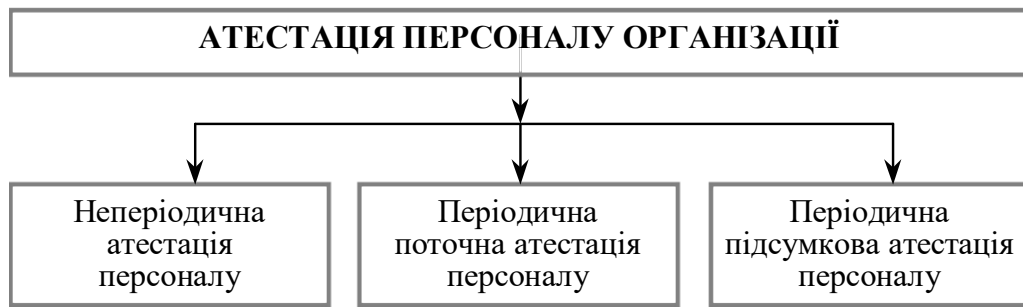 АТЕСТАЦІЯ ПЕРСОНАЛУ ОРГАНІЗАЦІЇ
Неперіодична
атестація
персоналу
Періодична
поточна атестація
персоналу
Періодична
підсумкова атестація
персоналу